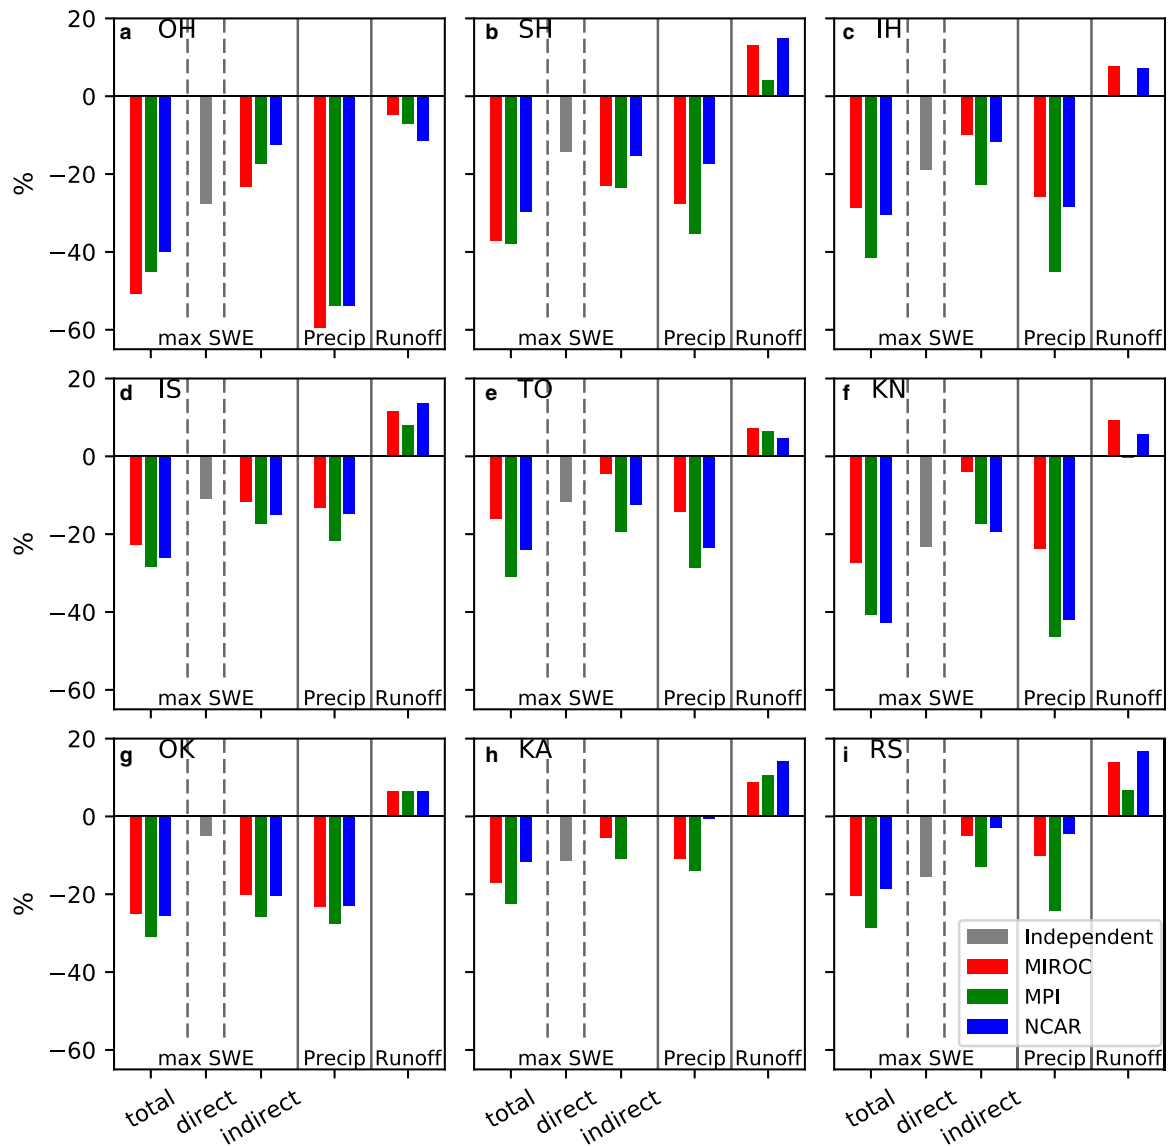 20
a OH
b SH
c IH
0
−20
%
−40
−60
max SWE Precip Runoff
max SWE Precip Runoff
max SWE Precip Runoff
20
d IS
e TO
f KN
0
−20
%
−40
−60
max SWE Precip Runoff
max SWE Precip Runoff
max SWE Precip Runoff
20
g OK
h KA
i RS
0
−20
%
−40
−60
Independent
MIROC
MPI
NCAR
max SWE Precip Runoff
max SWE Precip Runoff
max SWE Precip Runoff
total direct indirect
total direct indirect
total direct indirect